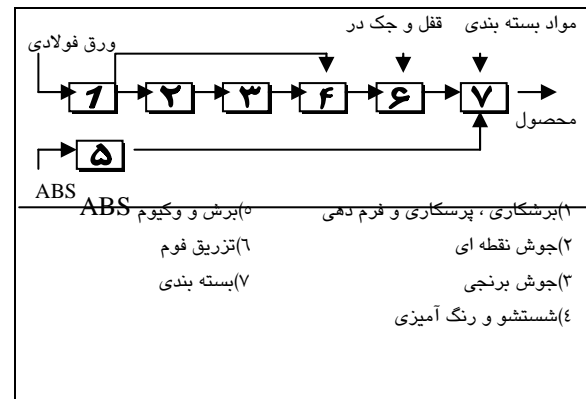 مواد بسته بندی
قفل و جک در
ورق فولادی
۱ ۲ ۳ ۴ ۶ ۷
محصول
۵
ABS
۱)برشکاری ، پرسکاری و فرم دهی
۵)برش و وکیوم ABS
۲)جوش نقطه ای
۶)تزریق فوم
۳)جوش برنجی
۷)بسته بندی
۴)شستشو و رنگ آمیزی